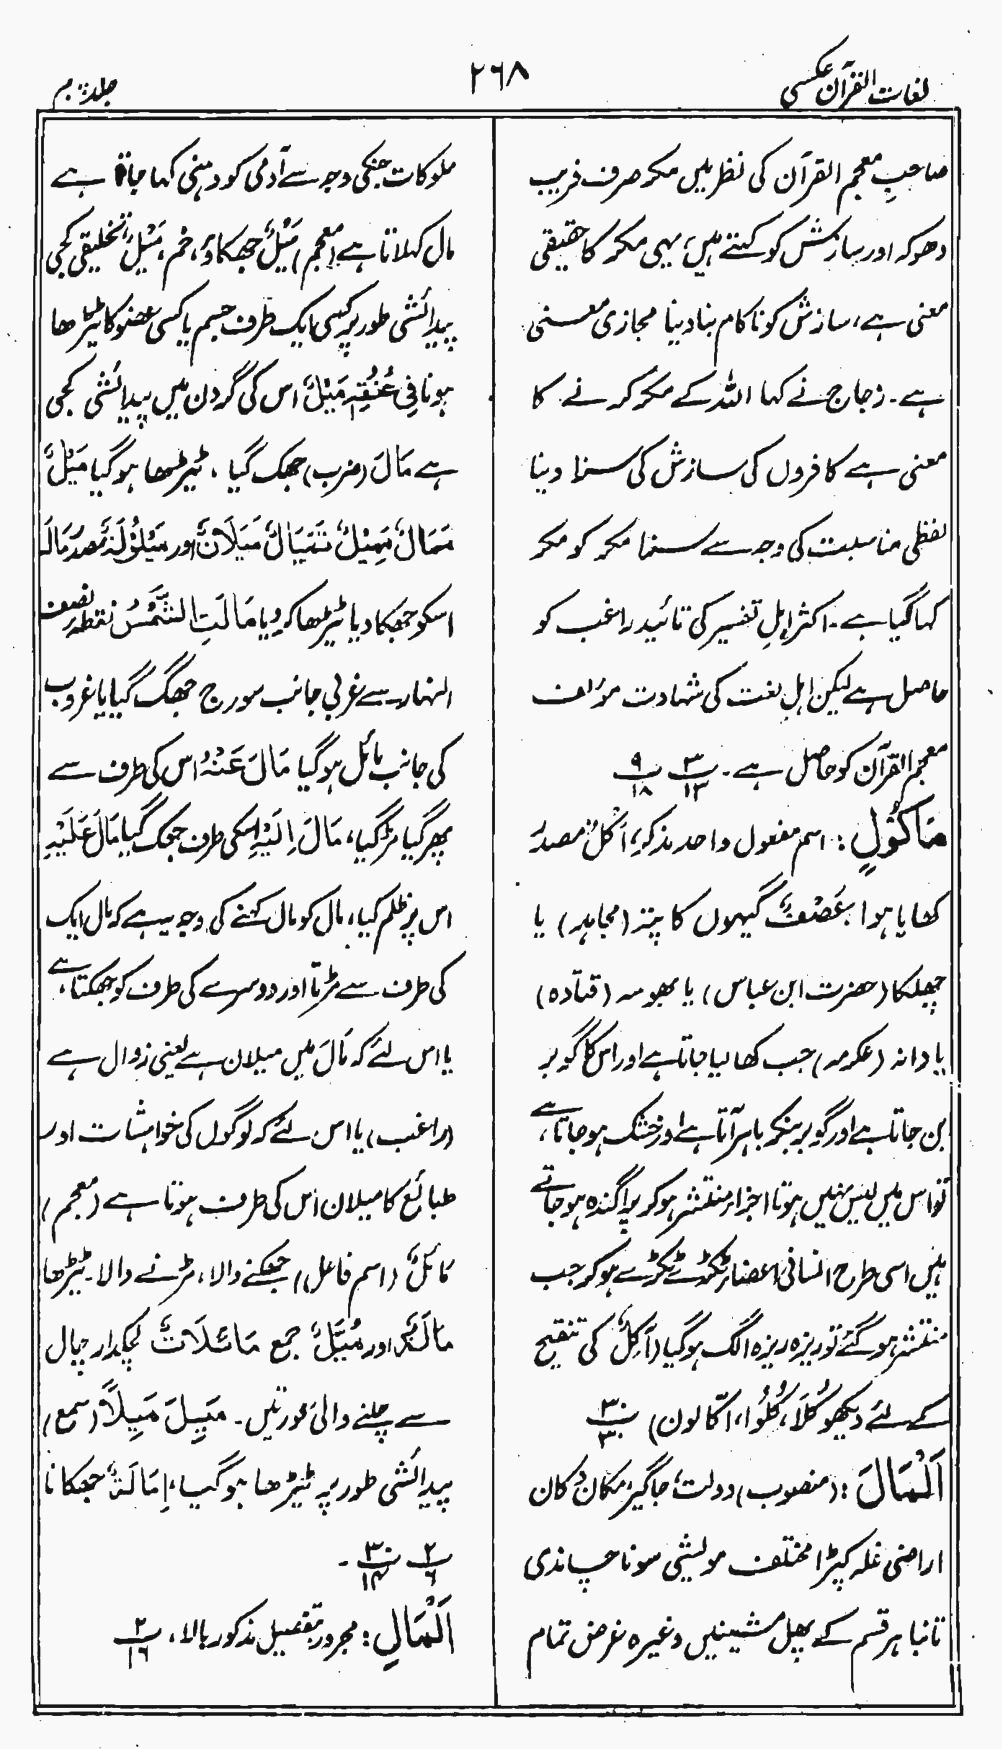 لغات القرآن عکسی
۲۶۸
جلد پنجم
صاحبِ معجم القرآن کی نظر میں مکر صرف فریب
دھوکہ اور سازش کو کہتے ہیں، یہی مکر کا حقیقی
معنی ہے، سازش کو ناکام بنا دینا مجازی معنی
ہے۔ زجاج نے کہا اللہ کے مکر کرنے کا
معنی ہے کافروں کی سازش کی سزا دینا
لفظی مناسبت کی وجہ سے سزا مکر کو مکر
کہا گیا ہے۔ اکثر اہلِ تفسیر کی تائید راغب کو
حاصل ہے لیکن اہلِ لغت کی شہادت مؤلف
معجم القرآن کو حاصل ہے۔ ۳/۱۳ ۹/۱۸
مَأْكُوْلٍ: اسم مفعول واحد مذکر، اَکْلٌ مصدر
کھایا ہوا۔ عَصْفٌ گیہوں کا پتہ (مجاہد) یا
چھلکا (حضرت ابن عباس) یا بھوسہ (قتادہ)
یا دانہ (عکرمہ) جب کھا لیا جاتا ہے اور اس کا گوبر
بن جاتا ہے اور گوبر بنکر باہر آتا ہے اور خشک ہو جاتا ہے،
تو اس میں لیس نہیں ہوتا اجزاء منتشر ہو کر پراگندہ ہو جاتے
ہیں اسی طرح انسانی اعضاء ٹکڑے ٹکڑے ہو کر جب
منتشر ہو گئے تو ریزہ ریزہ الگ ہو گیا (اٰکِلٌ کی تنقیح
کے لئے دیکھو کُلَا، کُلُوا، اکّالون) ۳۰/۳۰
اَلْمَالَ: (منصوب) دولت، جاگیر، مکان، دکان
اراضی غلہ کپڑا مختلف مویشی سونا چاندی
تانبا ہر قسم کے پھل مشینیں وغیرہ غرض تمام
ملوکات جنکی وجہ سے آدمی کو دھنی کہا جاتا ہے
مال کہلاتا ہے (معجم) مَیْلٌ جھکاؤ، خم، مَیَلٌ تخلیقی کجی
پیدائشی طور پر کسی ایک طرف جسم یا کسی عضو کا ٹیڑھا
ہونا فِی عُنُقِہٖ مَیَلٌ اس کی گردن میں پیدائشی کجی
ہے مَالَ (ضرب) جھک گیا، ٹیڑھا ہو گیا مَیْلٌ
مَمَالٌ مَمِیْلٌ تَمْیَالٌ مَیَلَانٌ اور مَیْلُوْلَۃٌ مصدر مَالَہٗ
اسکو جھکا دیا ٹیڑھا کر دیا مَالَتِ الشَّمْسُ نقطۂ نصف
النہار سے غربی جانب سورج جھک گیا یا غروب
کی جانب مائل ہو گیا مَالَ عَنْہُ اس کی طرف سے
پھر گیا مڑ گیا، مَالَ اِلَیْہِ اسکی طرف جھک گیا مَالَ عَلَیْہِ
اس پر ظلم کیا، مال کو مال کہنے کی وجہ یہ ہے کہ مال ایک
کی طرف سے مڑتا اور دوسرے کی طرف کو جھکتا ہے،
یا اس لئے کہ مَالَ میں میلان ہے یعنی زوال ہے
(راغب) یا اس لئے کہ لوگوں کی خواہشات اور
طبائع کا میلان اس کی طرف ہوتا ہے (معجم)
مَائِلٌ (اسم فاعل) جھکنے والا، مڑنے والا۔ ٹیڑھا
مَالَۃٌ اور مُیَّلٌ جمع مَائِلَاتٌ لچکدار چال
سے چلنے والی عورتیں۔ مَیِلَ مَیَلًا (سمع)
پیدائشی طور پر ٹیڑھا ہو گیا، اِمَالَۃٌ جھکانا
۲/۶ ۳۰/۱۴۔
اَلْمَالِ: مجرور بتفصیل مذکور بالا، ۲/۱۶